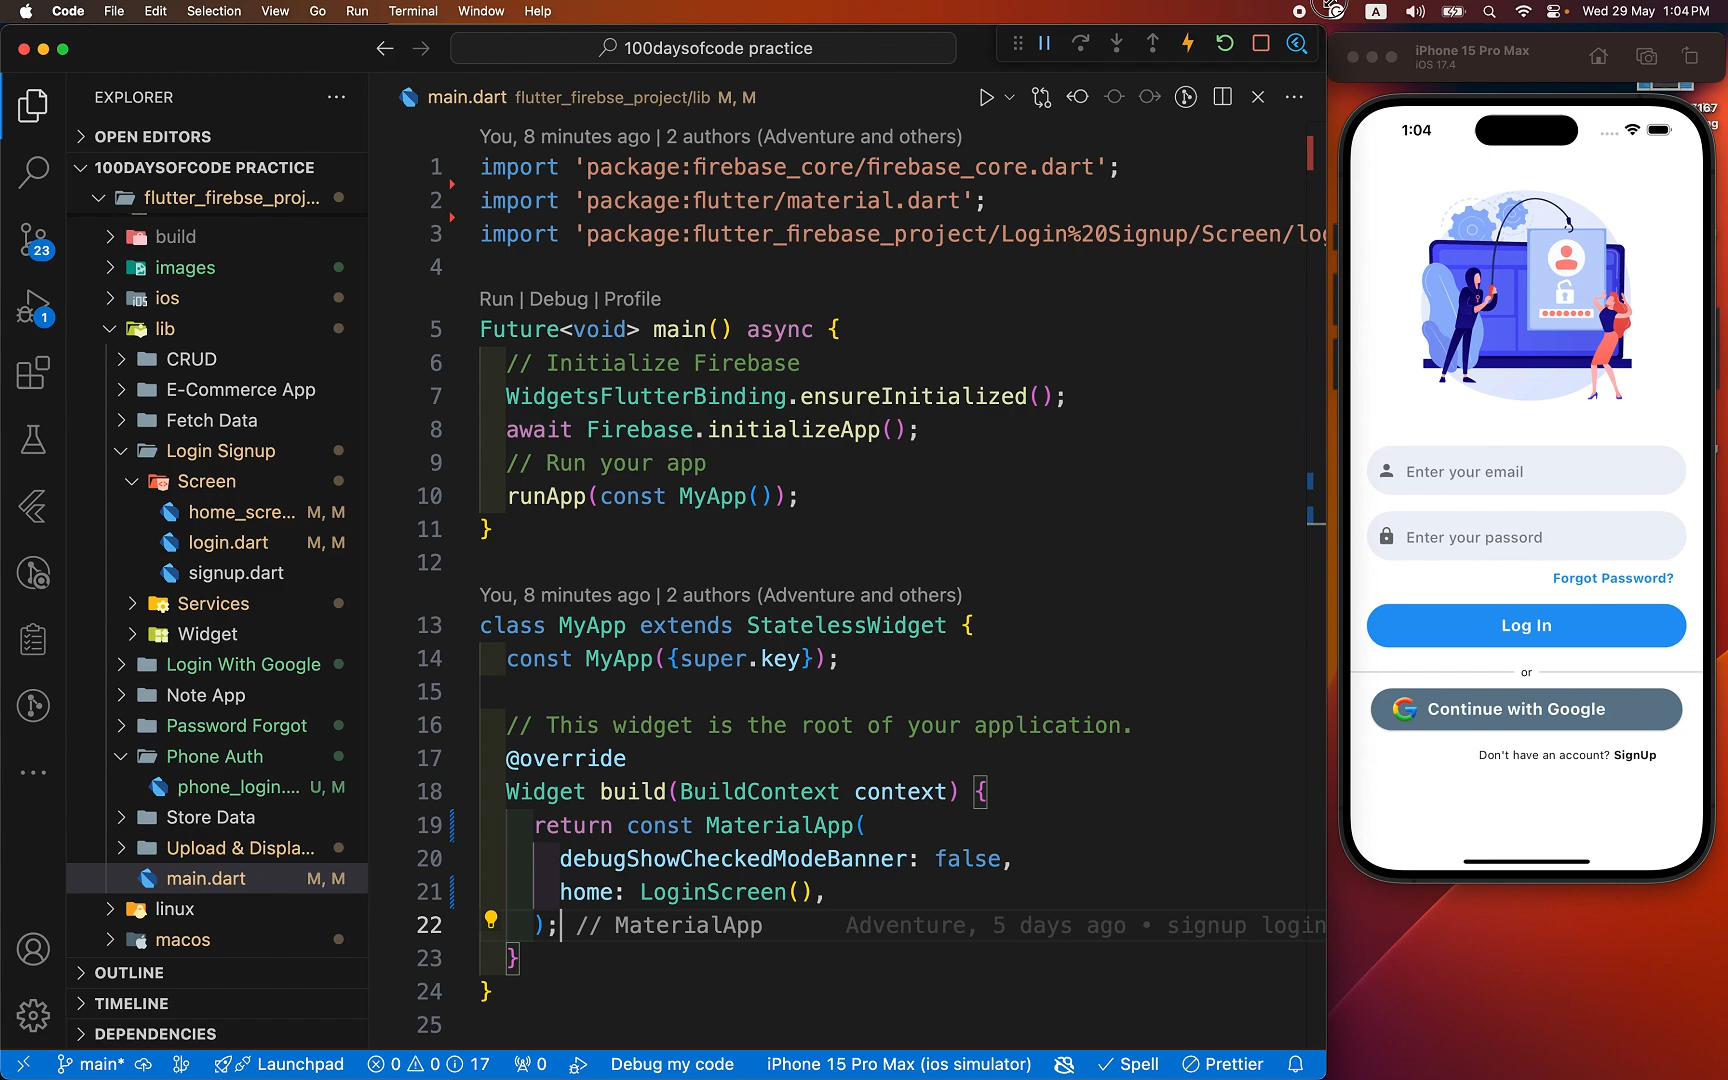 Code File Edit Selection View Go Run Terminal Window Help A Wed 29 May 1:04 PM
100daysofcode practice
iPhone 15 Pro Max
iOS 17.4
EXPLORER
OPEN EDITORS
100DAYSOFCODE PRACTICE
flutter_firebse_proj...
build
images
ios
lib
CRUD
E-Commerce App
Fetch Data
Login Signup
Screen
home_scre... M, M
login.dart M, M
signup.dart
Services
Widget
Login With Google
Note App
Password Forgot
Phone Auth
phone_login.... U, M
Store Data
Upload & Displa...
main.dart M, M
linux
macos
OUTLINE
TIMELINE
DEPENDENCIES
23
1
main.dart flutter_firebse_project/lib M, M
You, 8 minutes ago | 2 authors (Adventure and others)
1 import 'package:firebase_core/firebase_core.dart';
2 import 'package:flutter/material.dart';
3 import 'package:flutter_firebase_project/Login%20Signup/Screen/log
4
Run | Debug | Profile
5 Future<void> main() async {
6 // Initialize Firebase
7 WidgetsFlutterBinding.ensureInitialized();
8 await Firebase.initializeApp();
9 // Run your app
10 runApp(const MyApp());
11 }
12
You, 8 minutes ago | 2 authors (Adventure and others)
13 class MyApp extends StatelessWidget {
14 const MyApp({super.key});
15
16 // This widget is the root of your application.
17 @override
18 Widget build(BuildContext context) {
19 return const MaterialApp(
20 debugShowCheckedModeBanner: false,
21 home: LoginScreen(),
22 ); // MaterialApp Adventure, 5 days ago • signup login
23 }
24 }
25
1:04
Enter your email
Enter your passord
Forgot Password?
Log In
or
Continue with Google
Don't have an account? SignUp
main* Launchpad 0 0 17 0 Debug my code iPhone 15 Pro Max (ios simulator) Spell Prettier